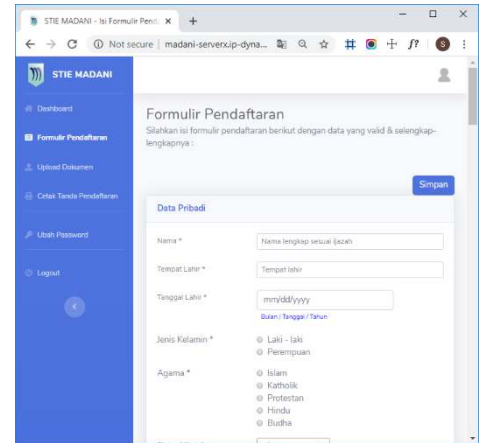 STIE MADANI - Isi Formulir Pend
Not secure | madani-serverx.ip-dyna...
STIE MADANI
Dashboard
Formulir Pendaftaran
Upload Dokumen
Cetak Tanda Pendaftaran
Ubah Password
Logout
Formulir Pendaftaran
Silahkan isi formulir pendaftaran berikut dengan data yang valid & selengkap-
lengkapnya :
Simpan
Data Pribadi
Nama *
Nama lengkap sesuai ijazah
Tempat Lahir *
Tempat lahir
Tanggal Lahir *
mm/dd/yyyy
Bulan / Tanggal / Tahun
Jenis Kelamin *
Laki - laki
Perempuan
Agama *
Islam
Katholik
Protestan
Hindu
Budha